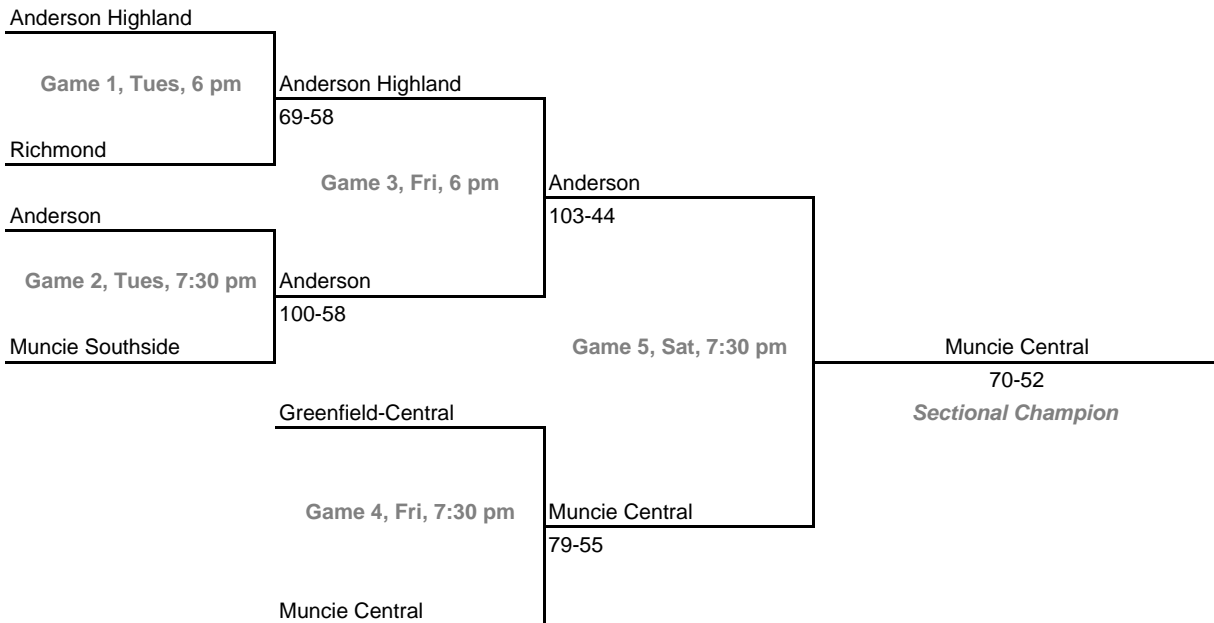 Anderson Highland
Game 1, Tues, 6 pm
Anderson Highland
69-58
Richmond
Game 3, Fri, 6 pm
Anderson
103-44
Anderson
Game 2, Tues, 7:30 pm
Anderson
100-58
Muncie Southside
Game 5, Sat, 7:30 pm
Muncie Central
70-52
Sectional Champion
Greenfield-Central
Game 4, Fri, 7:30 pm
Muncie Central
79-55
Muncie Central